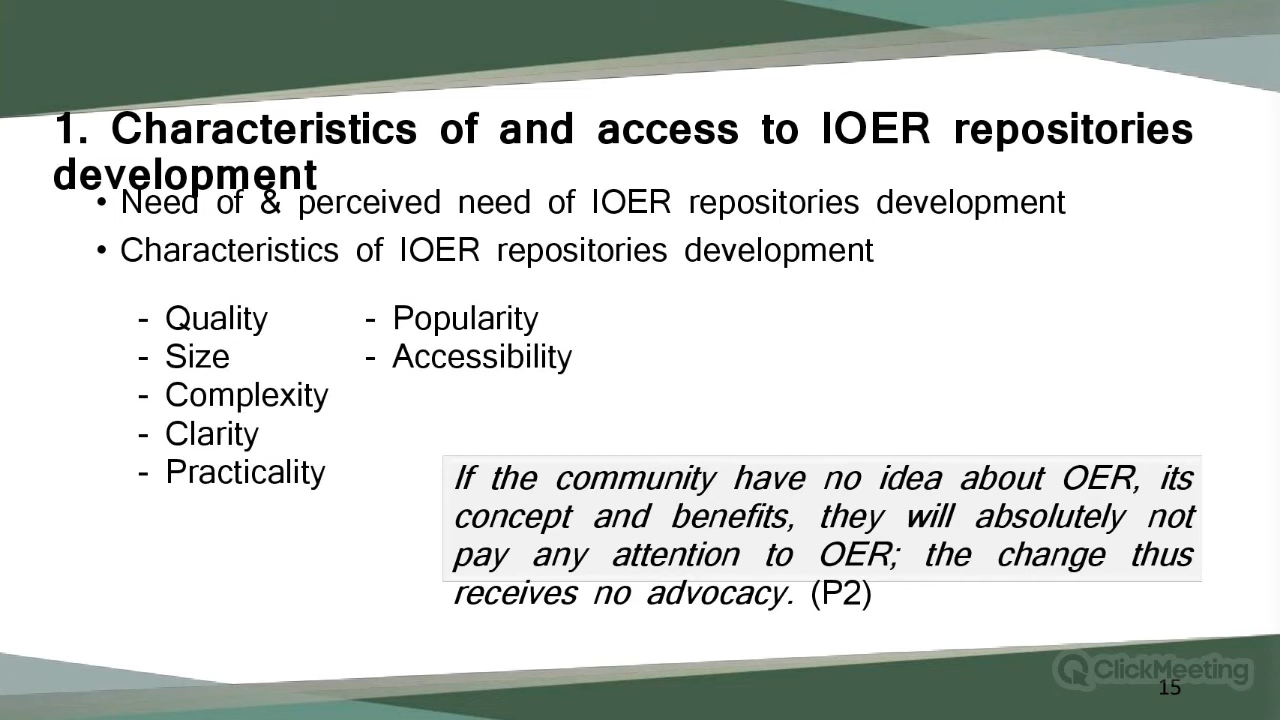 1. Characteristics of and access to IOER repositories
development
• Need of & perceived need of IOER repositories development
• Characteristics of IOER repositories development
- Quality
- Size
- Complexity
- Clarity
- Practicality
- Popularity
- Accessibility
If the community have no idea about OER, its
concept and benefits, they will absolutely not
pay any attention to OER; the change thus
receives no advocacy. (P2)
ClickMeeting
15